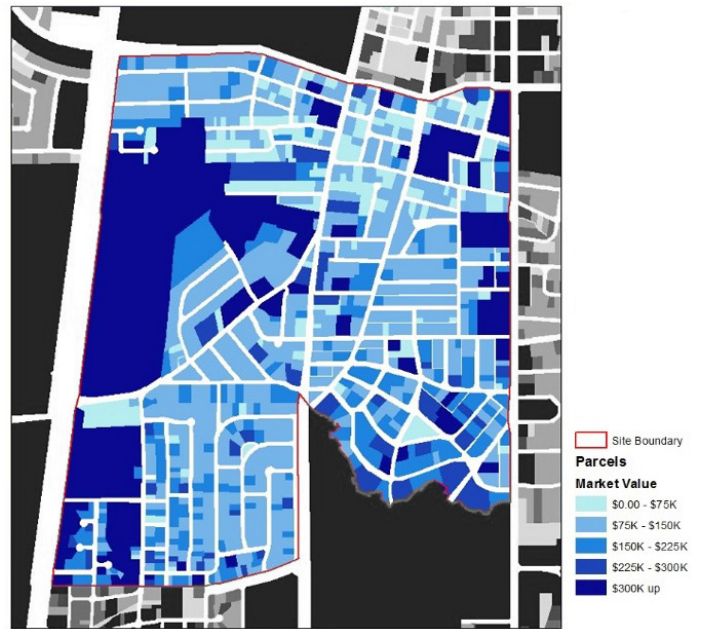 Site Boundary
Parcels
Market Value
$0.00 - $75K
$75K - $150K
$150K - $225K
$225K - $300K
$300K up